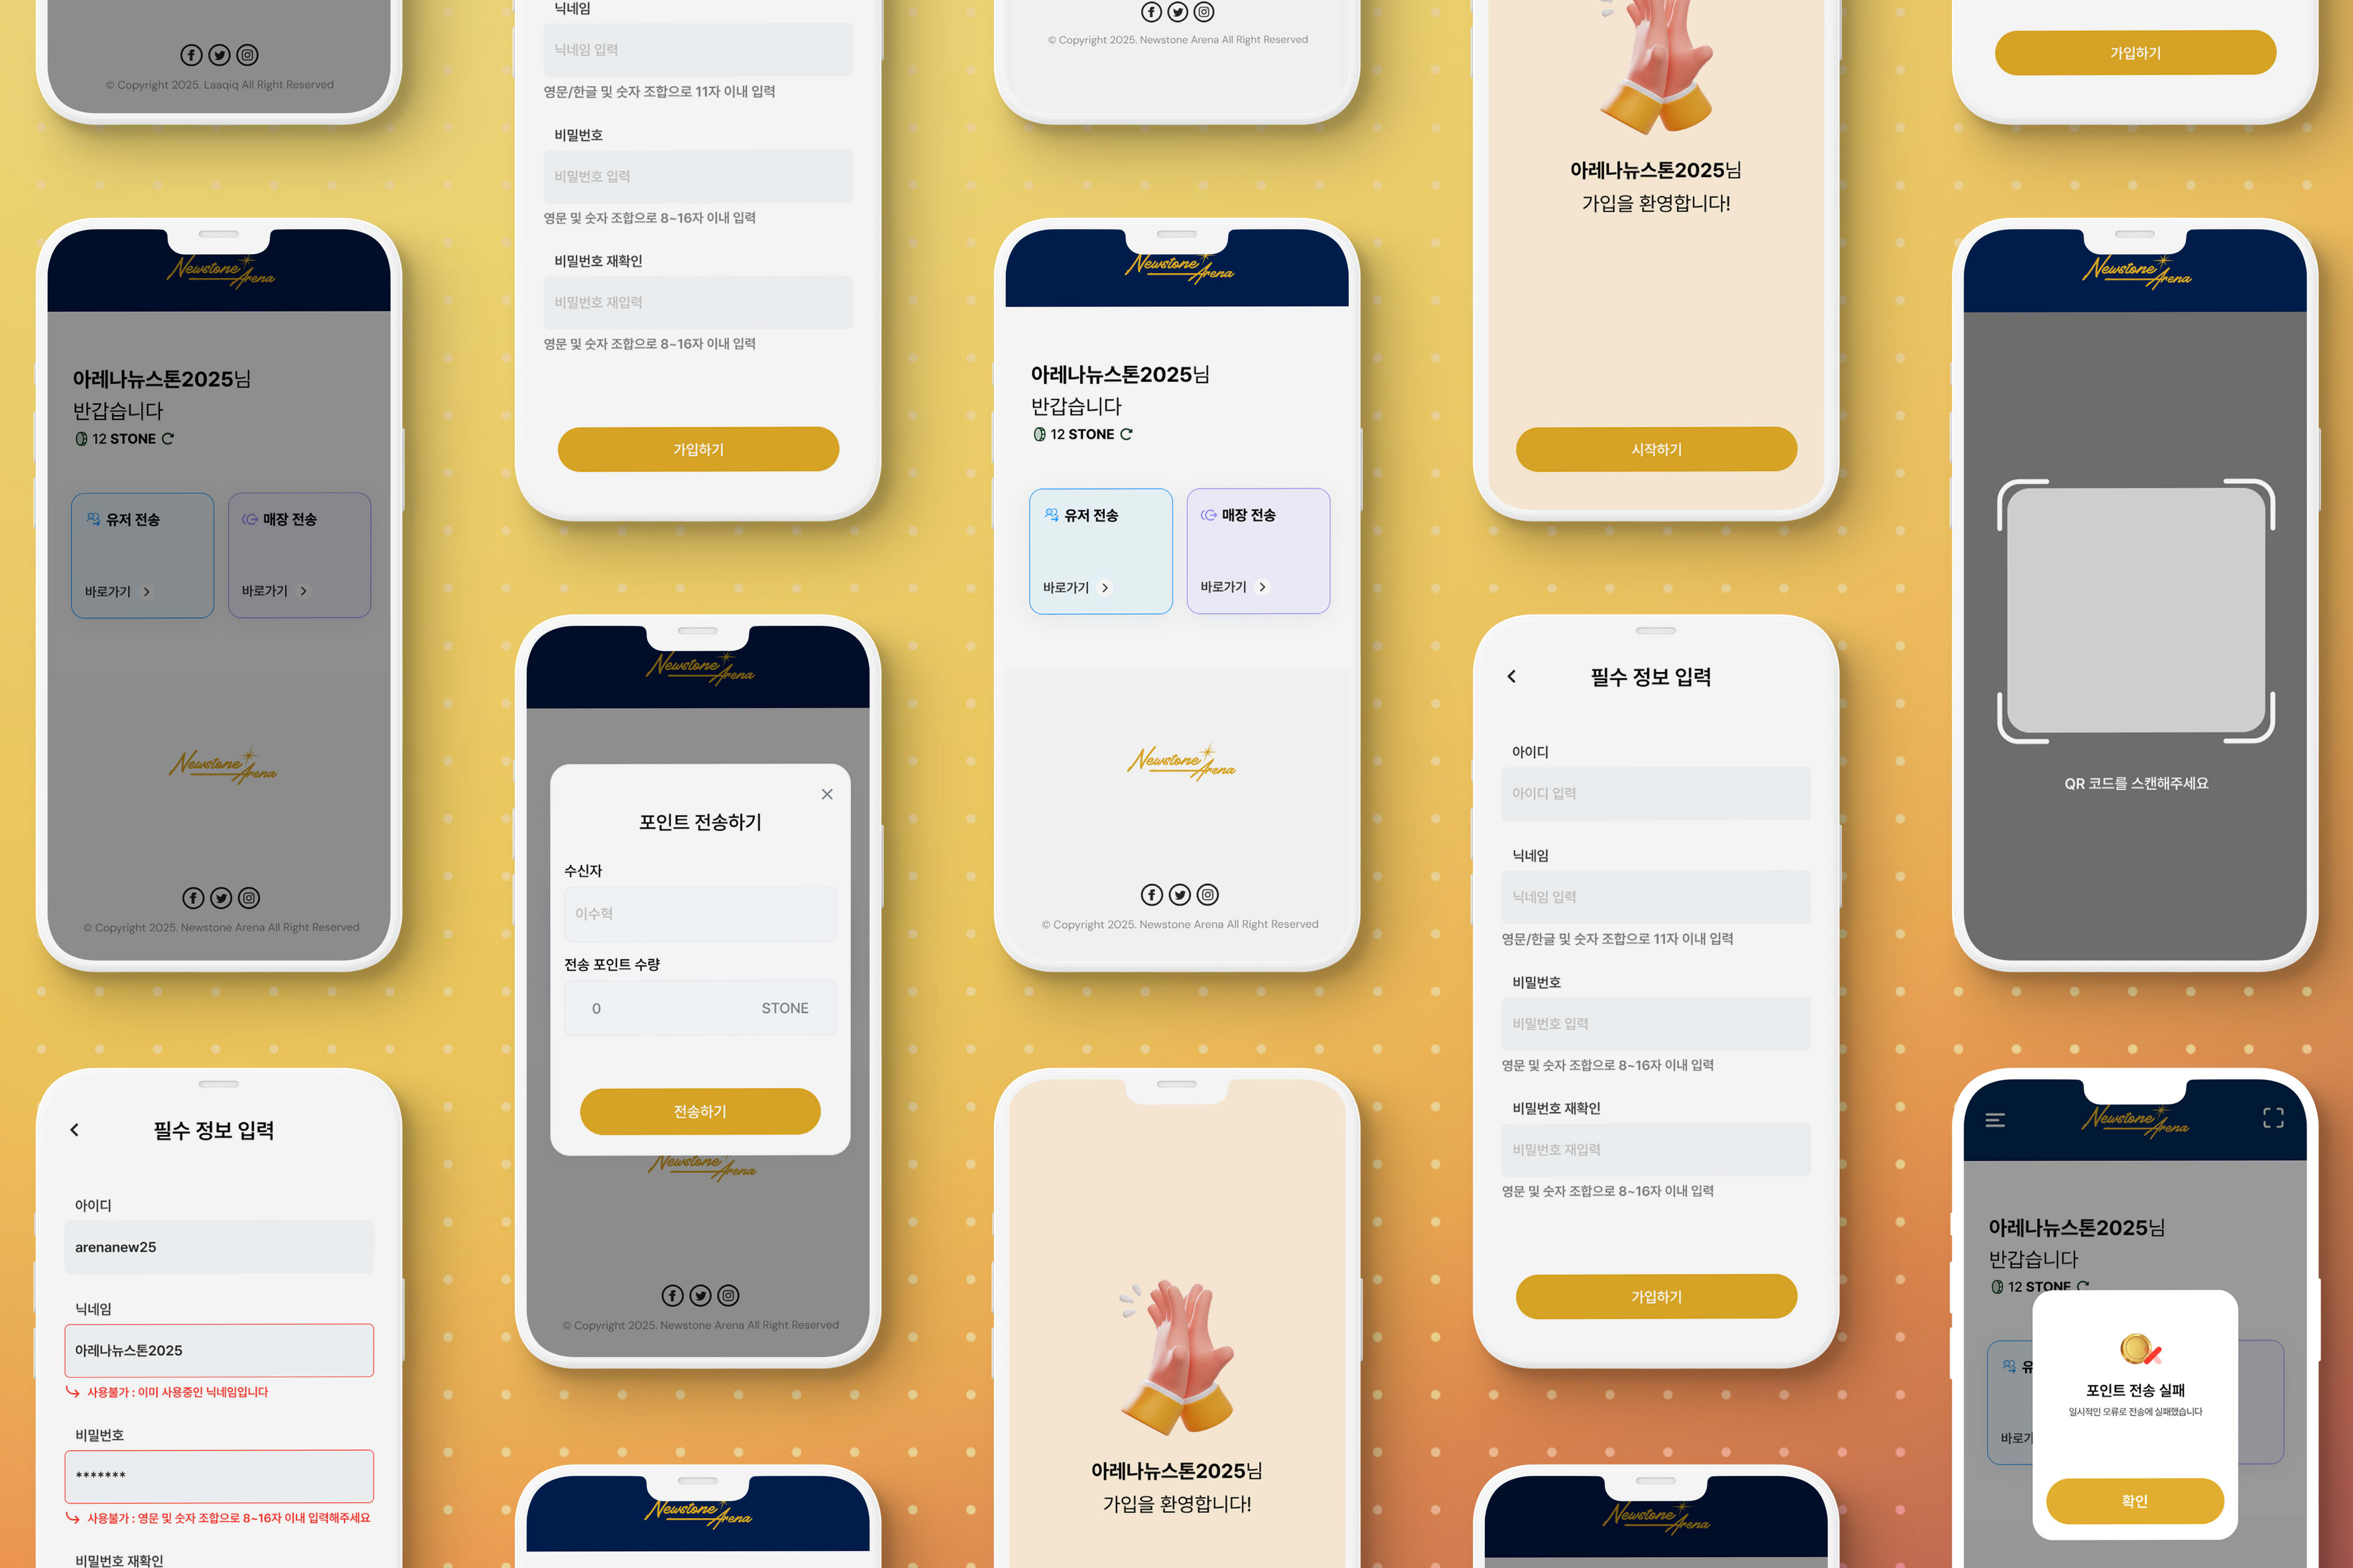 © Copyright 2025. Laaqiq All Right Reserved
Newstone Arena
아레나뉴스톤2025님
반갑습니다
12 STONE
유저 전송
매장 전송
바로가기
바로가기
Newstone Arena
© Copyright 2025. Newstone Arena All Right Reserved
필수 정보 입력
아이디
arenanew25
닉네임
아레나뉴스톤2025
사용불가 : 이미 사용중인 닉네임입니다
비밀번호
*******
사용불가 : 영문 및 숫자 조합으로 8~16자 이내 입력해주세요
비밀번호 재확인
닉네임
닉네임 입력
영문/한글 및 숫자 조합으로 11자 이내 입력
비밀번호
비밀번호 입력
영문 및 숫자 조합으로 8~16자 이내 입력
비밀번호 재확인
비밀번호 재입력
영문 및 숫자 조합으로 8~16자 이내 입력
가입하기
Newstone Arena
포인트 전송하기
수신자
이수혁
전송 포인트 수량
0 STONE
전송하기
Newstone Arena
© Copyright 2025. Newstone Arena All Right Reserved
Newstone Arena
© Copyright 2025. Newstone Arena All Right Reserved
Newstone Arena
아레나뉴스톤2025님
반갑습니다
12 STONE
유저 전송
매장 전송
바로가기
바로가기
Newstone Arena
© Copyright 2025. Newstone Arena All Right Reserved
아레나뉴스톤2025님
가입을 환영합니다!
아레나뉴스톤2025님
가입을 환영합니다!
시작하기
필수 정보 입력
아이디
아이디 입력
닉네임
닉네임 입력
영문/한글 및 숫자 조합으로 11자 이내 입력
비밀번호
비밀번호 입력
영문 및 숫자 조합으로 8~16자 이내 입력
비밀번호 재확인
비밀번호 재입력
영문 및 숫자 조합으로 8~16자 이내 입력
가입하기
Newstone Arena
가입하기
Newstone Arena
QR 코드를 스캔해주세요
Newstone Arena
아레나뉴스톤2025님
반갑습니다
12 STONE
유
바로가
포인트 전송 실패
일시적인 오류로 전송에 실패했습니다
확인